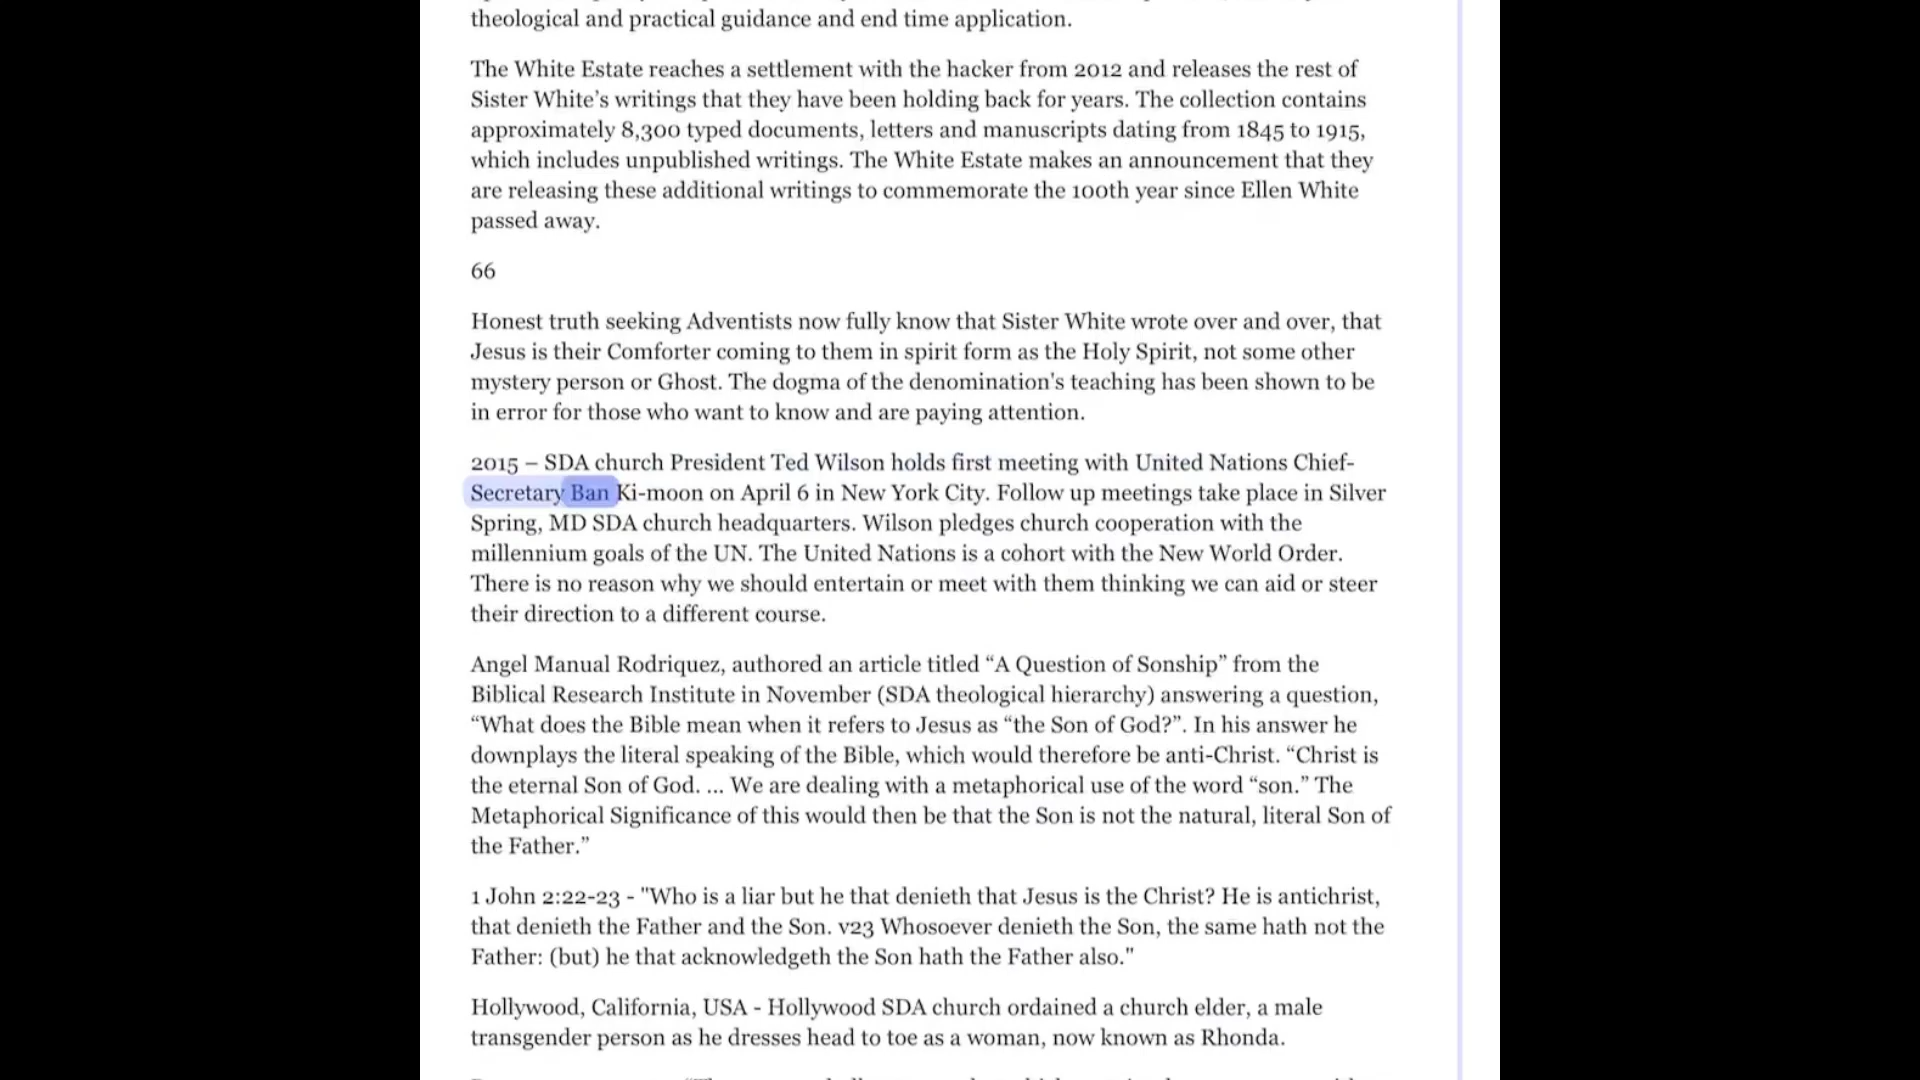 theological and practical guidance and end time application.
The White Estate reaches a settlement with the hacker from 2012 and releases the rest of
Sister White’s writings that they have been holding back for years. The collection contains
approximately 8,300 typed documents, letters and manuscripts dating from 1845 to 1915,
which includes unpublished writings. The White Estate makes an announcement that they
are releasing these additional writings to commemorate the 100th year since Ellen White
passed away.
66
Honest truth seeking Adventists now fully know that Sister White wrote over and over, that
Jesus is their Comforter coming to them in spirit form as the Holy Spirit, not some other
mystery person or Ghost. The dogma of the denomination's teaching has been shown to be
in error for those who want to know and are paying attention.
2015 – SDA church President Ted Wilson holds first meeting with United Nations Chief-
Secretary Ban Ki-moon on April 6 in New York City. Follow up meetings take place in Silver
Spring, MD SDA church headquarters. Wilson pledges church cooperation with the
millennium goals of the UN. The United Nations is a cohort with the New World Order.
There is no reason why we should entertain or meet with them thinking we can aid or steer
their direction to a different course.
Angel Manual Rodriquez, authored an article titled “A Question of Sonship” from the
Biblical Research Institute in November (SDA theological hierarchy) answering a question,
“What does the Bible mean when it refers to Jesus as “the Son of God?”. In his answer he
downplays the literal speaking of the Bible, which would therefore be anti-Christ. “Christ is
the eternal Son of God. ... We are dealing with a metaphorical use of the word “son.” The
Metaphorical Significance of this would then be that the Son is not the natural, literal Son of
the Father.”
1 John 2:22-23 - "Who is a liar but he that denieth that Jesus is the Christ? He is antichrist,
that denieth the Father and the Son. v23 Whosoever denieth the Son, the same hath not the
Father: (but) he that acknowledgeth the Son hath the Father also."
Hollywood, California, USA - Hollywood SDA church ordained a church elder, a male
transgender person as he dresses head to toe as a woman, now known as Rhonda.